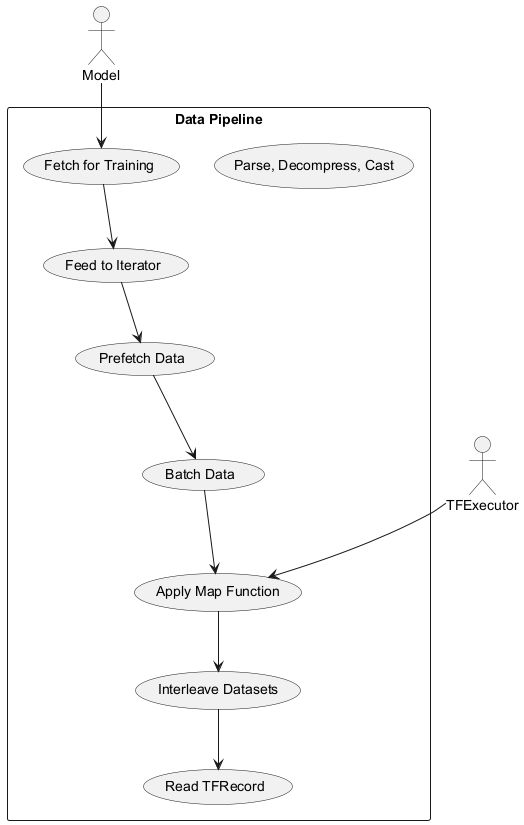 Model
Data Pipeline
Fetch for Training
Parse, Decompress, Cast
Feed to Iterator
Prefetch Data
Batch Data
TFExecutor
Apply Map Function
Interleave Datasets
Read TFRecord